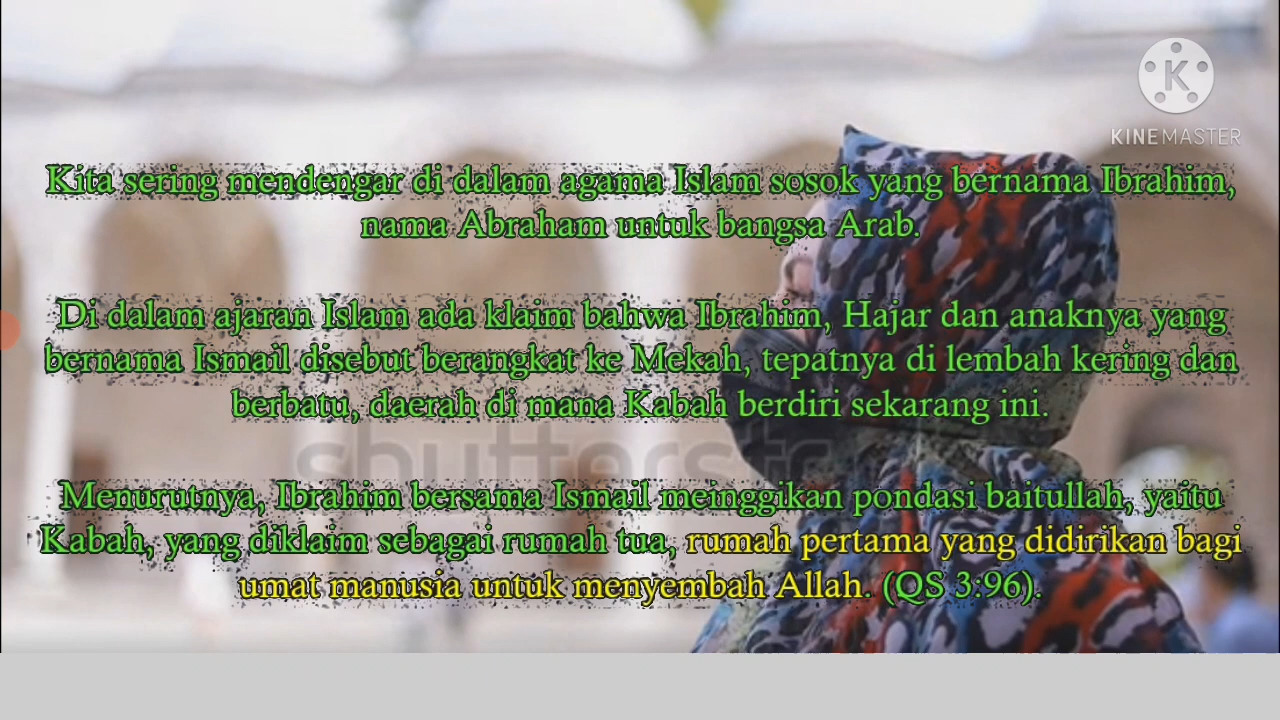 KINEMASTER
Kita sering mendengar di dalam agama Islam sosok yang bernama Ibrahim,
nama Abraham untuk bangsa Arab.
Di dalam ajaran Islam ada klaim bahwa Ibrahim, Hajar dan anaknya yang
bernama Ismail disebut berangkat ke Mekah, tepatnya di lembah kering dan
berbatu, daerah di mana Kabah berdiri sekarang ini.
Menurutnya, Ibrahim bersama Ismail meinggikan pondasi baitullah, yaitu
Kabah, yang diklaim sebagai rumah tua, rumah pertama yang didirikan bagi
umat manusia untuk menyembah Allah. (QS 3:96).